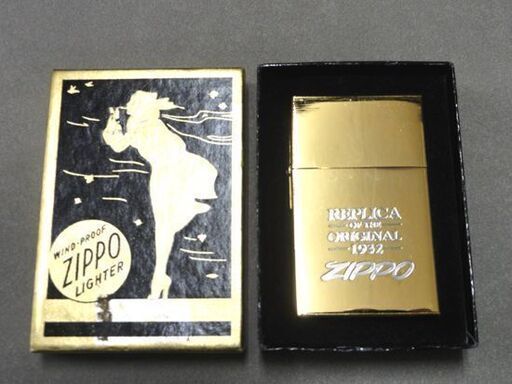 WIND-PROOF
ZIPPO
LIGHTER
REPLICA
OF THE
ORIGINAL
1932
ZIPPO